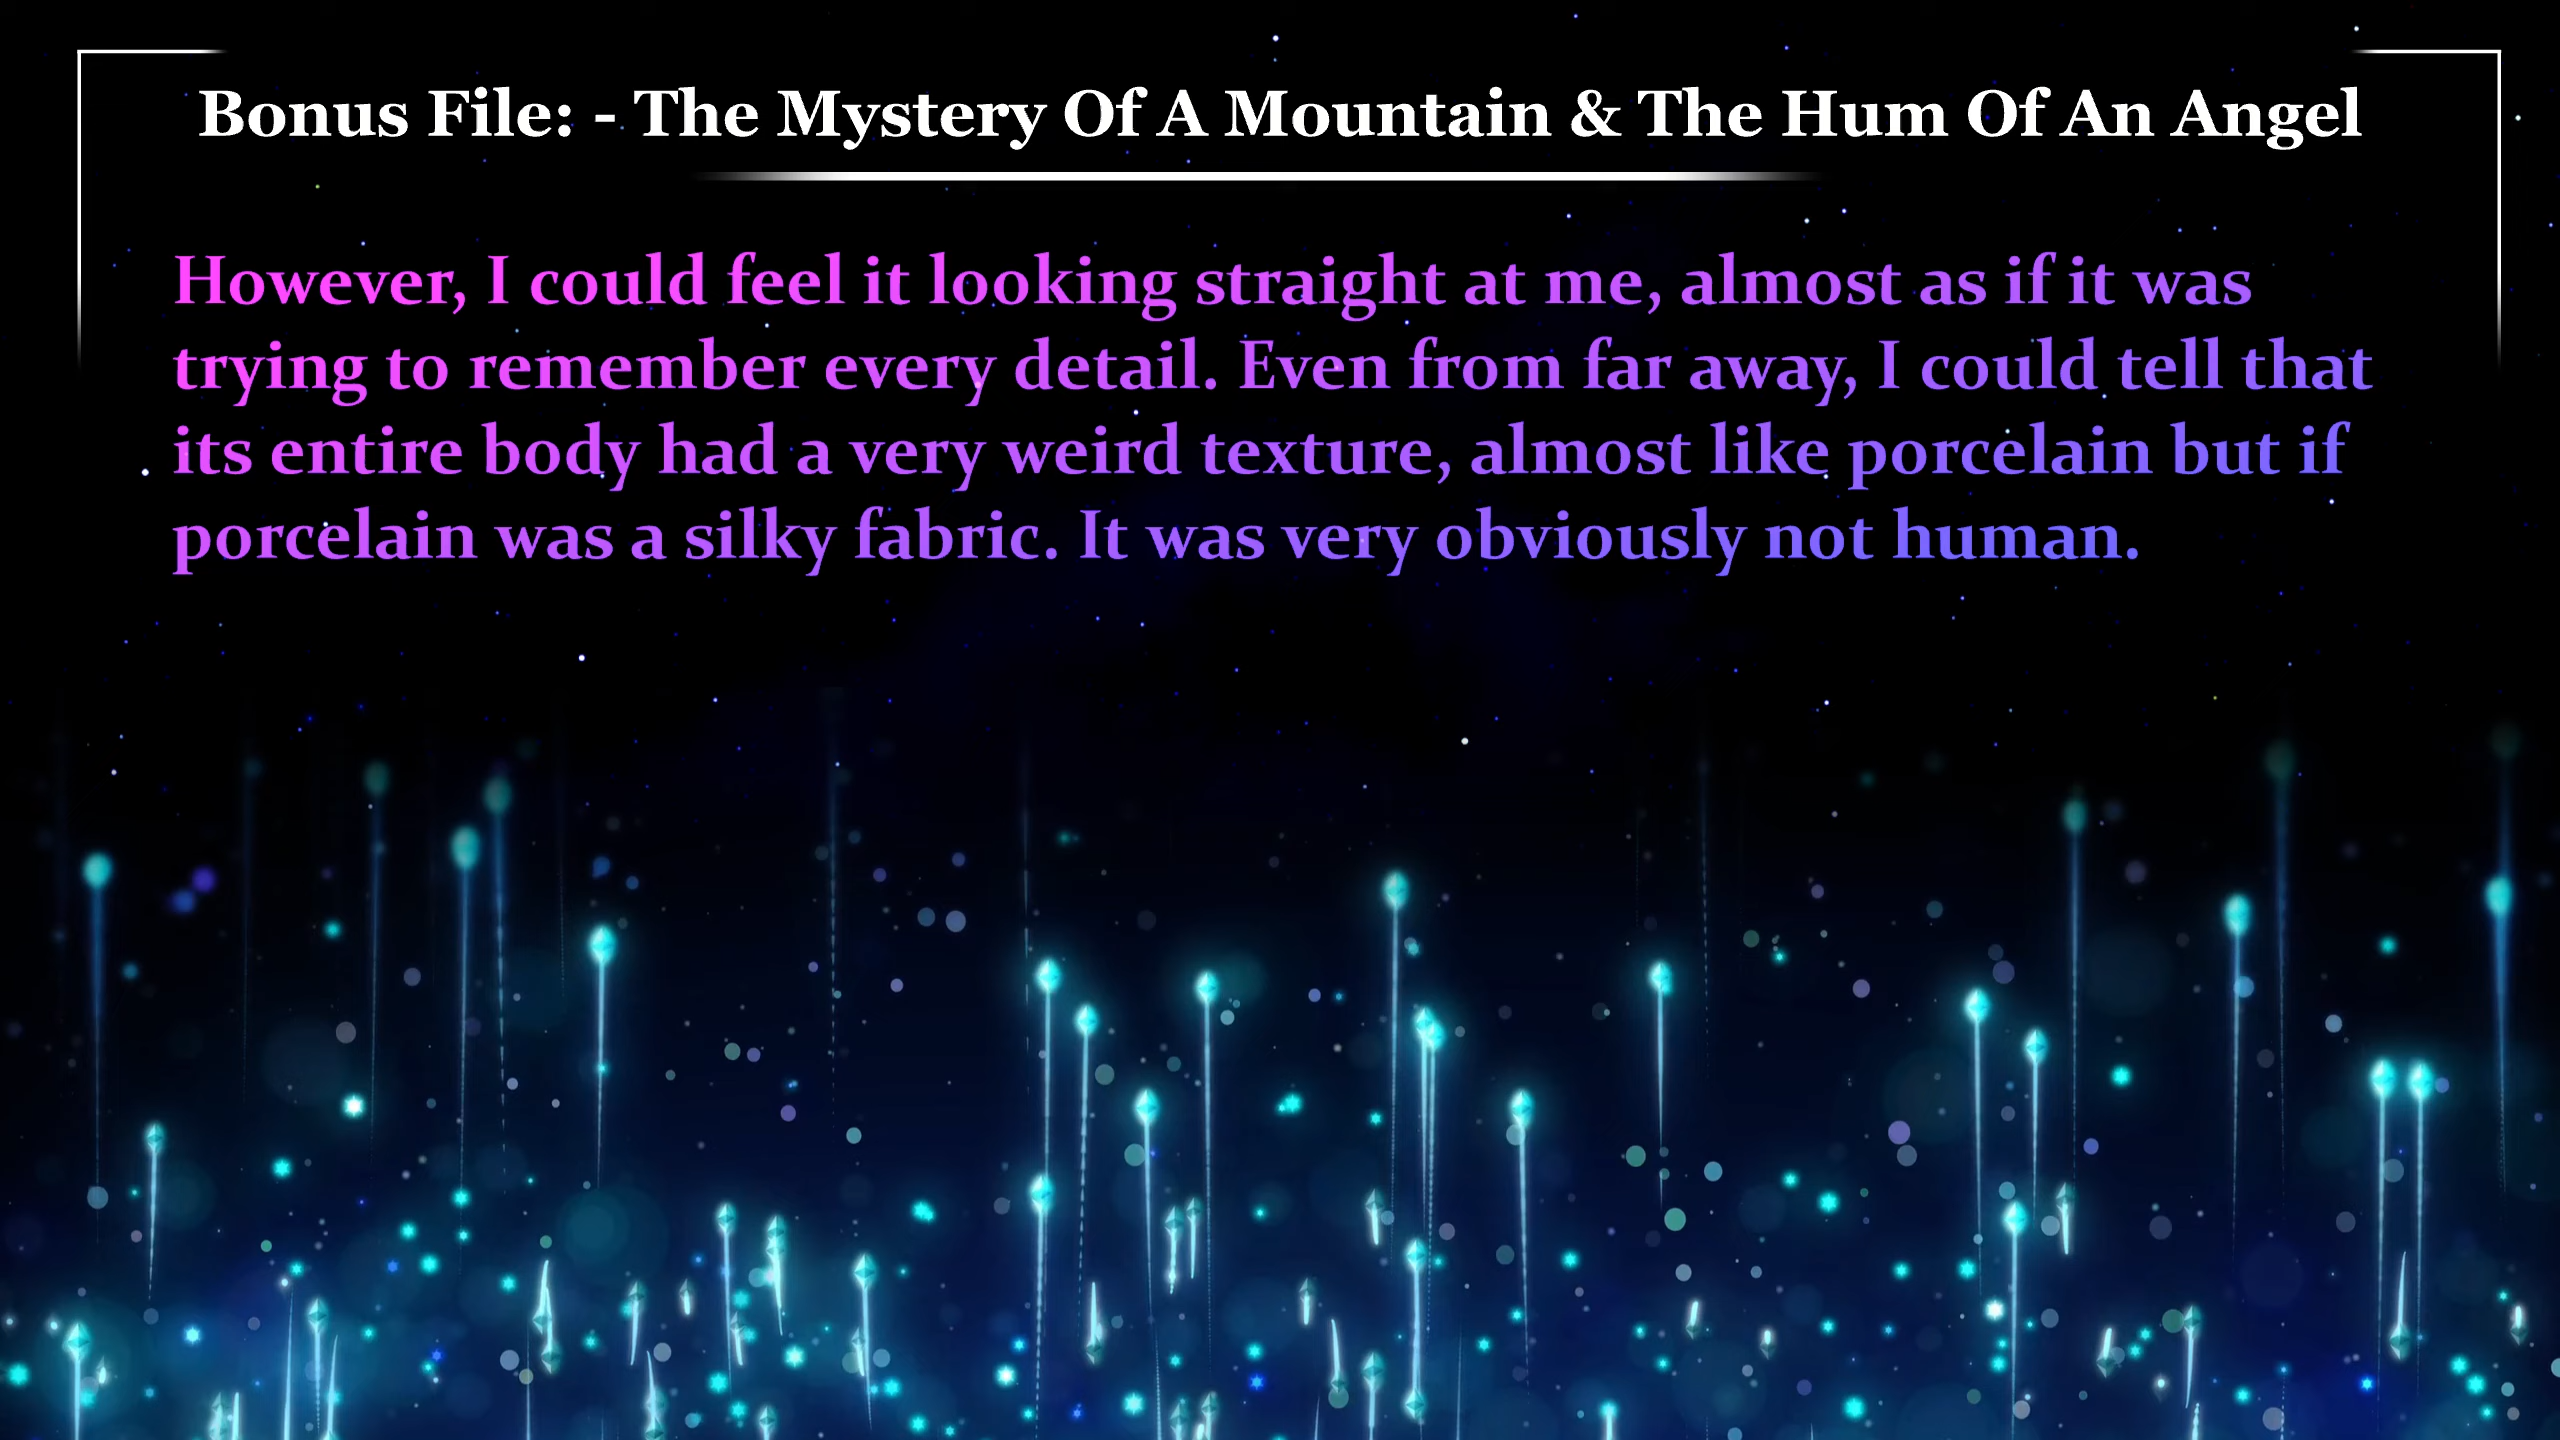 Bonus File: - The Mystery Of A Mountain & The Hum Of An Angel
However, I could feel it looking straight at me, almost as if it was
trying to remember every detail. Even from far away, I could tell that
its entire body had a very weird texture, almost like porcelain but if
porcelain was a silky fabric. It was very obviously not human.